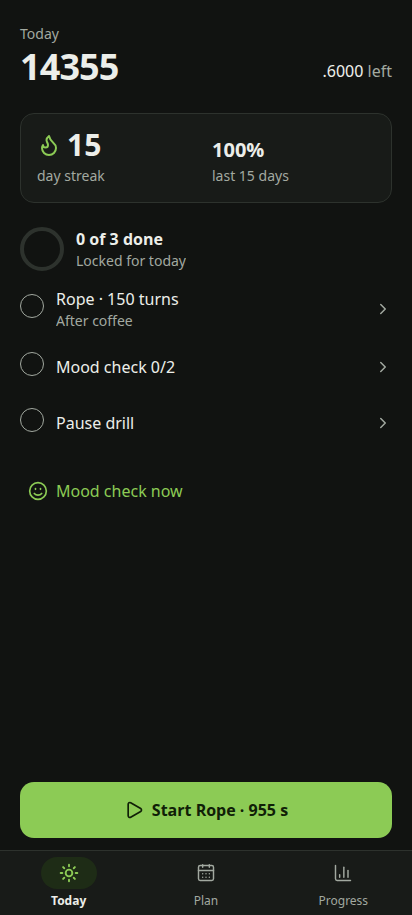 Today
14355
.6000 left
15
day streak
100%
last 15 days
0 of 3 done
Locked for today
Rope · 150 turns
After coffee
Mood check 0/2
Pause drill
Mood check now
Start Rope · 955 s
Today
Plan
Progress